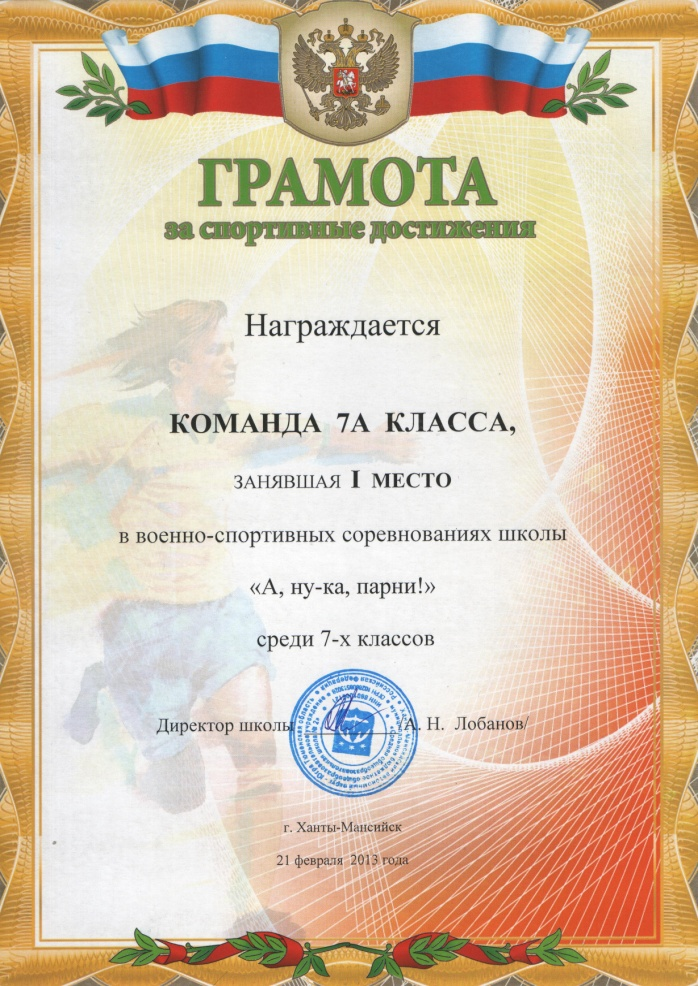 ГРАМОТА
за спортивные достижения
Награждается
КОМАНДА 7А КЛАССА,
ЗАНЯВШАЯ I МЕСТО
в военно-спортивных соревнованиях школы
«А, ну-ка, парни!»
среди 7-х классов
Директор школы __________ /А. Н. Лобанов/
г. Ханты-Мансийск
21 февраля 2013 года